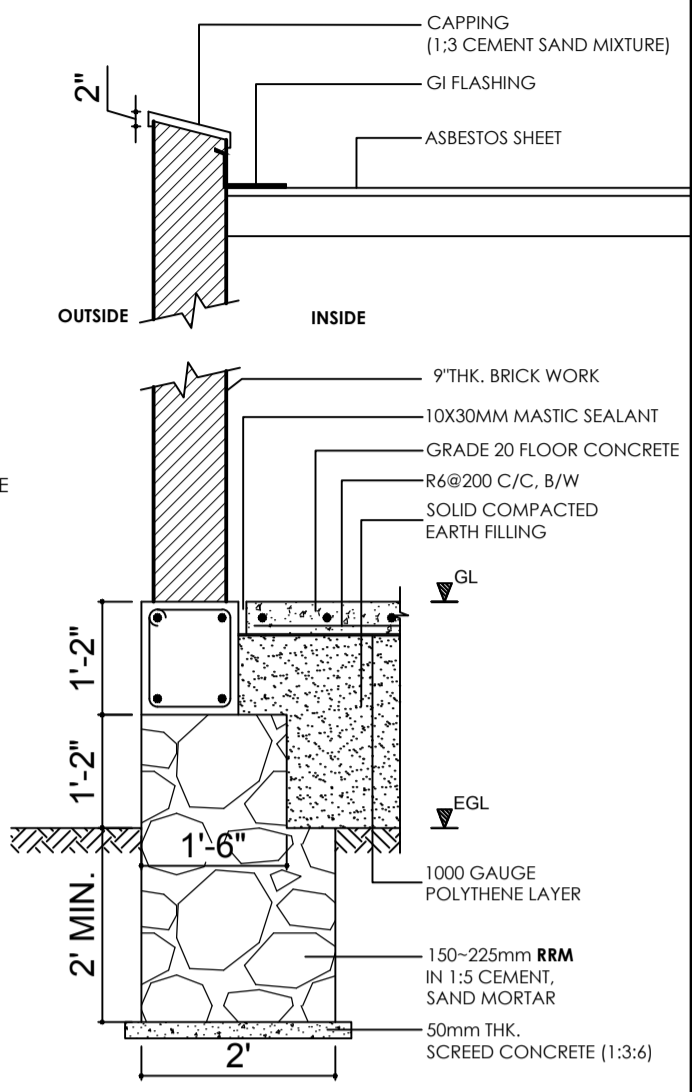 CAPPING
(1;3 CEMENT SAND MIXTURE)
2"
GI FLASHING
ASBESTOS SHEET
OUTSIDE
INSIDE
9"THK. BRICK WORK
10X30MM MASTIC SEALANT
GRADE 20 FLOOR CONCRETE
E
R6@200 C/C, B/W
SOLID COMPACTED
EARTH FILLING
GL
1'-2"
1'-2"
EGL
1'-6"
1000 GAUGE
POLYTHENE LAYER
2' MIN.
150~225mm RRM
IN 1:5 CEMENT,
SAND MORTAR
50mm THK.
SCREED CONCRETE (1:3:6)
2'